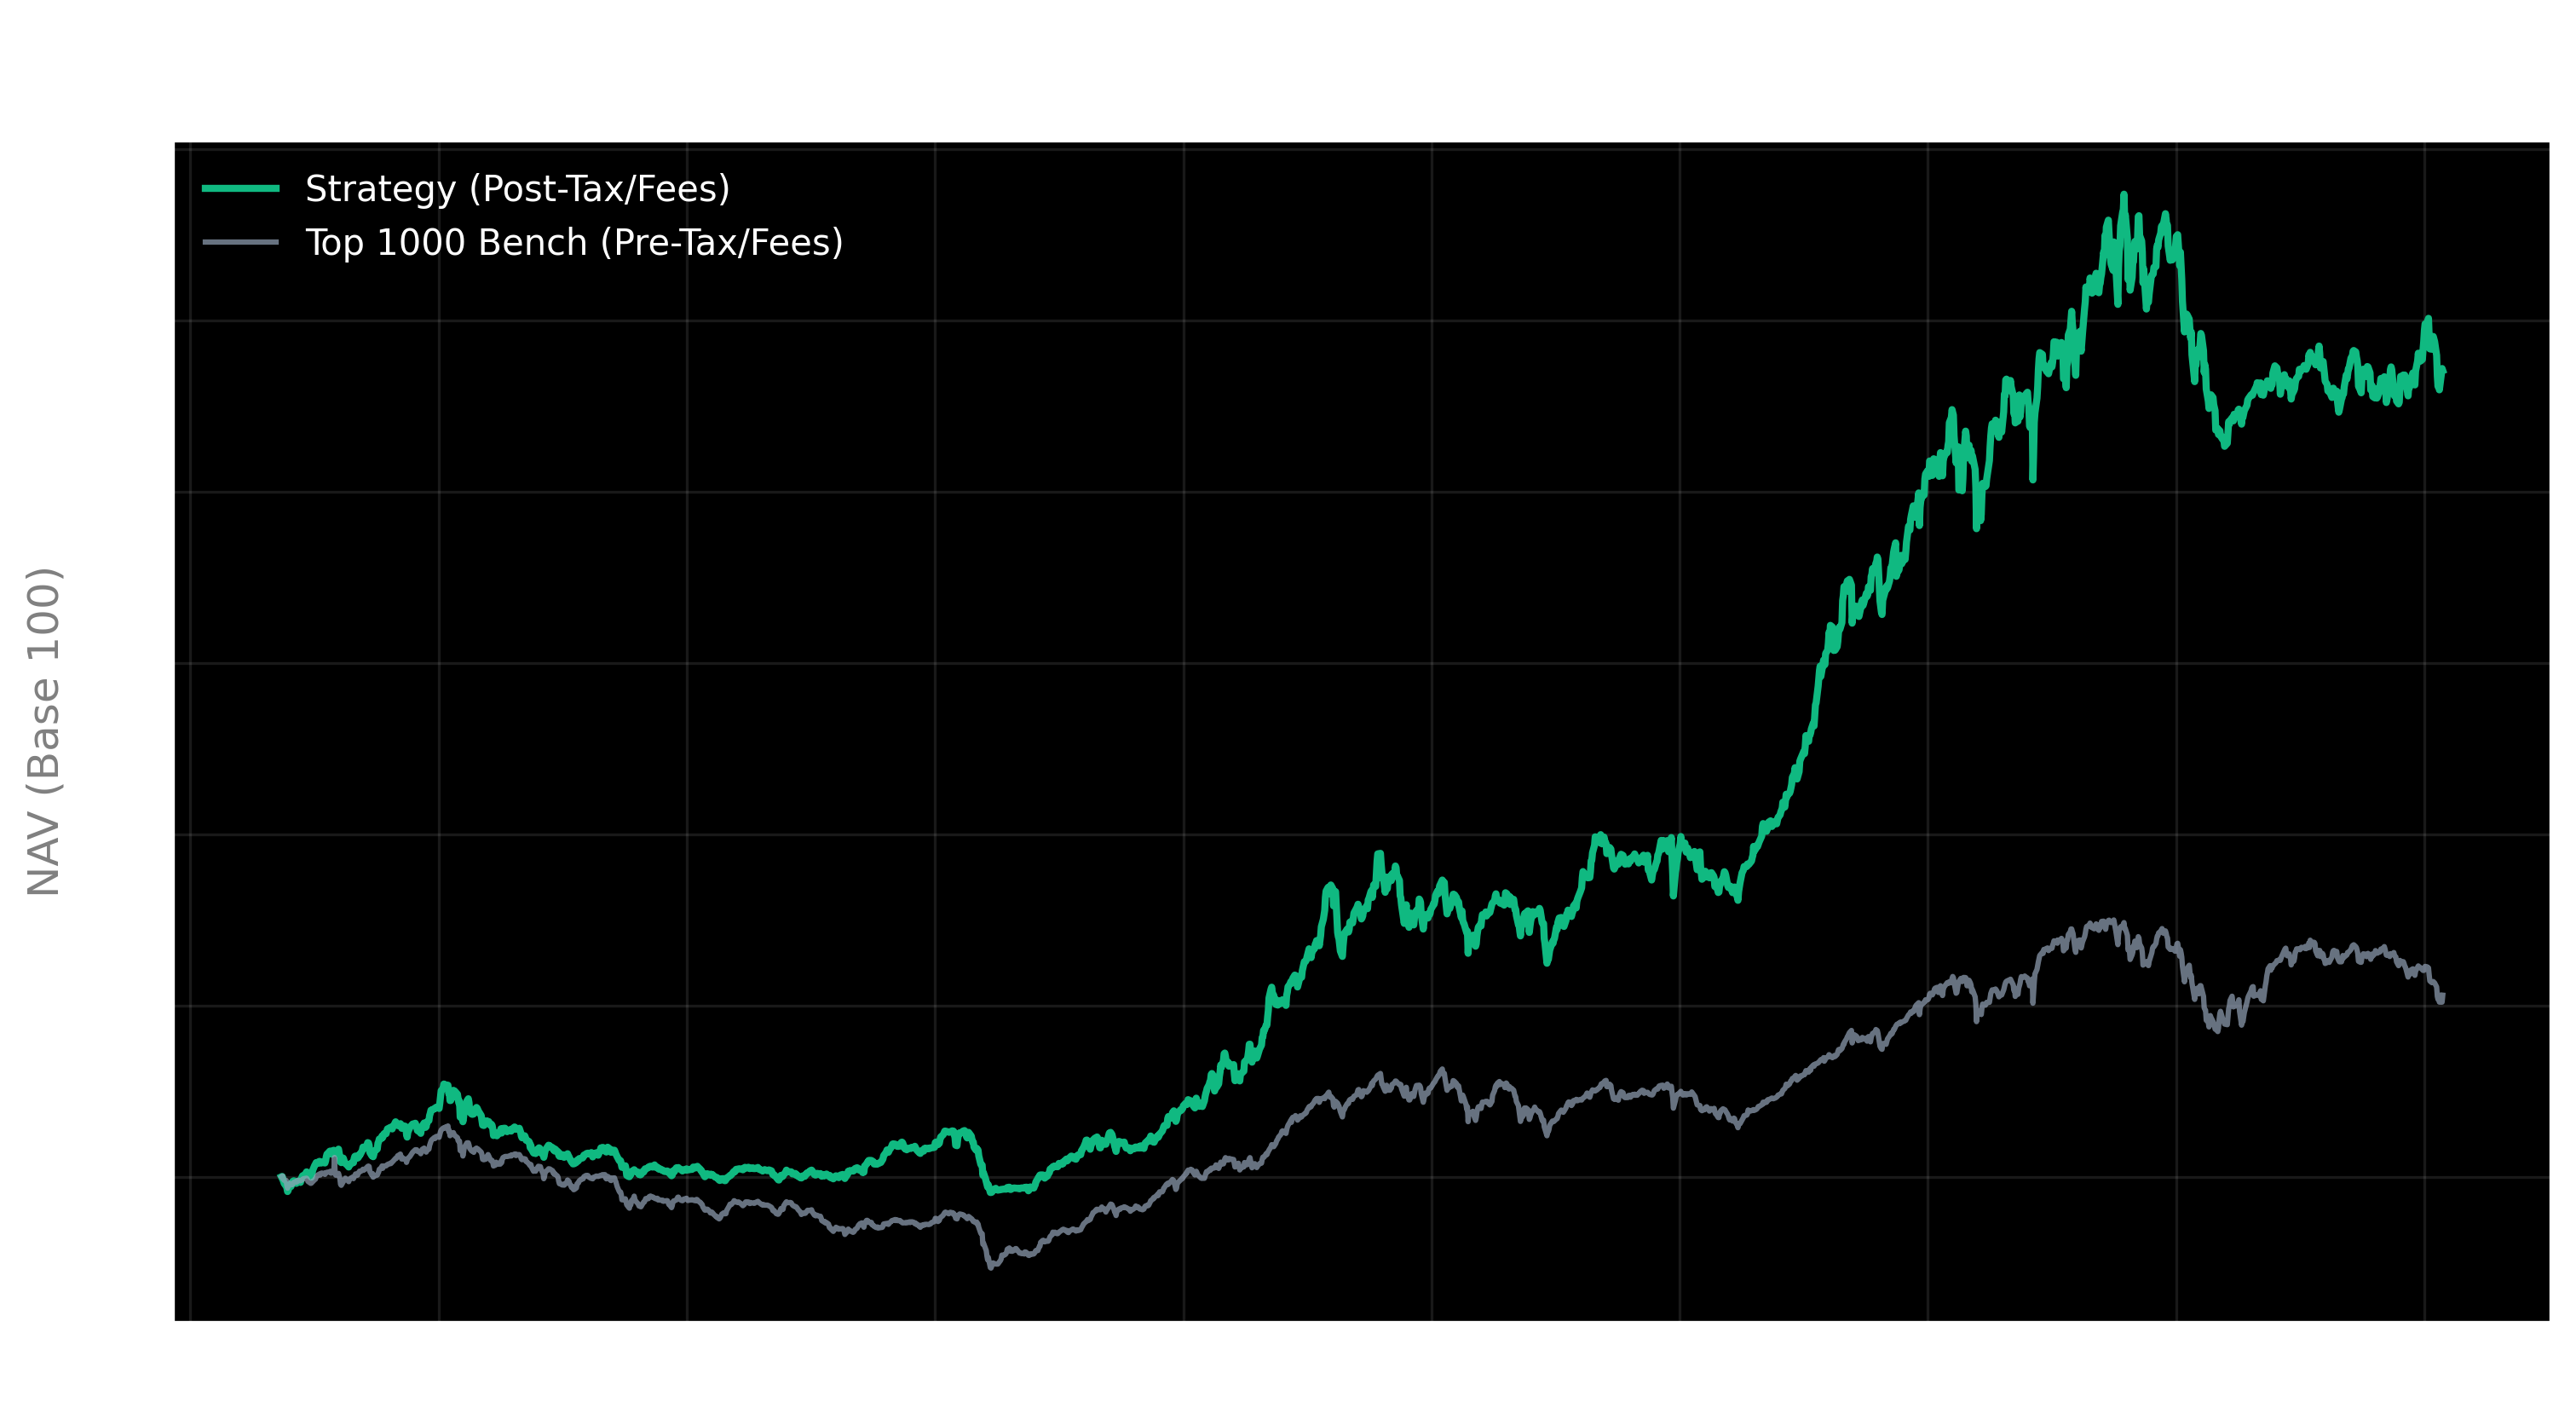 Strategy (Post-Tax/Fees)
Top 1000 Bench (Pre-Tax/Fees)
NAV (Base 100)